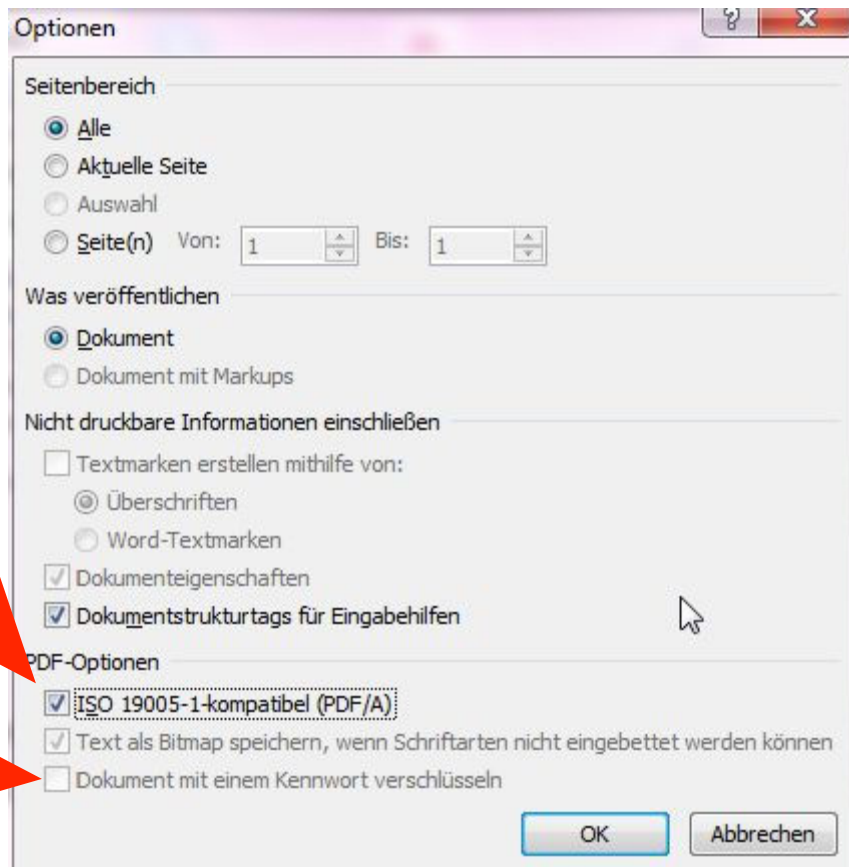 Optionen
Seitenbereich
Alle
Aktuelle Seite
Auswahl
Seite(n) Von: 1 Bis: 1
Was veröffentlichen
Dokument
Dokument mit Markups
Nicht druckbare Informationen einschließen
Textmarken erstellen mithilfe von:
Überschriften
Word-Textmarken
Dokumenteigenschaften
Dokumentstrukturtags für Eingabehilfen
PDF-Optionen
ISO 19005-1-kompatibel (PDF/A)
Text als Bitmap speichern, wenn Schriftarten nicht eingebettet werden können
Dokument mit einem Kennwort verschlüsseln
OK Abbrechen